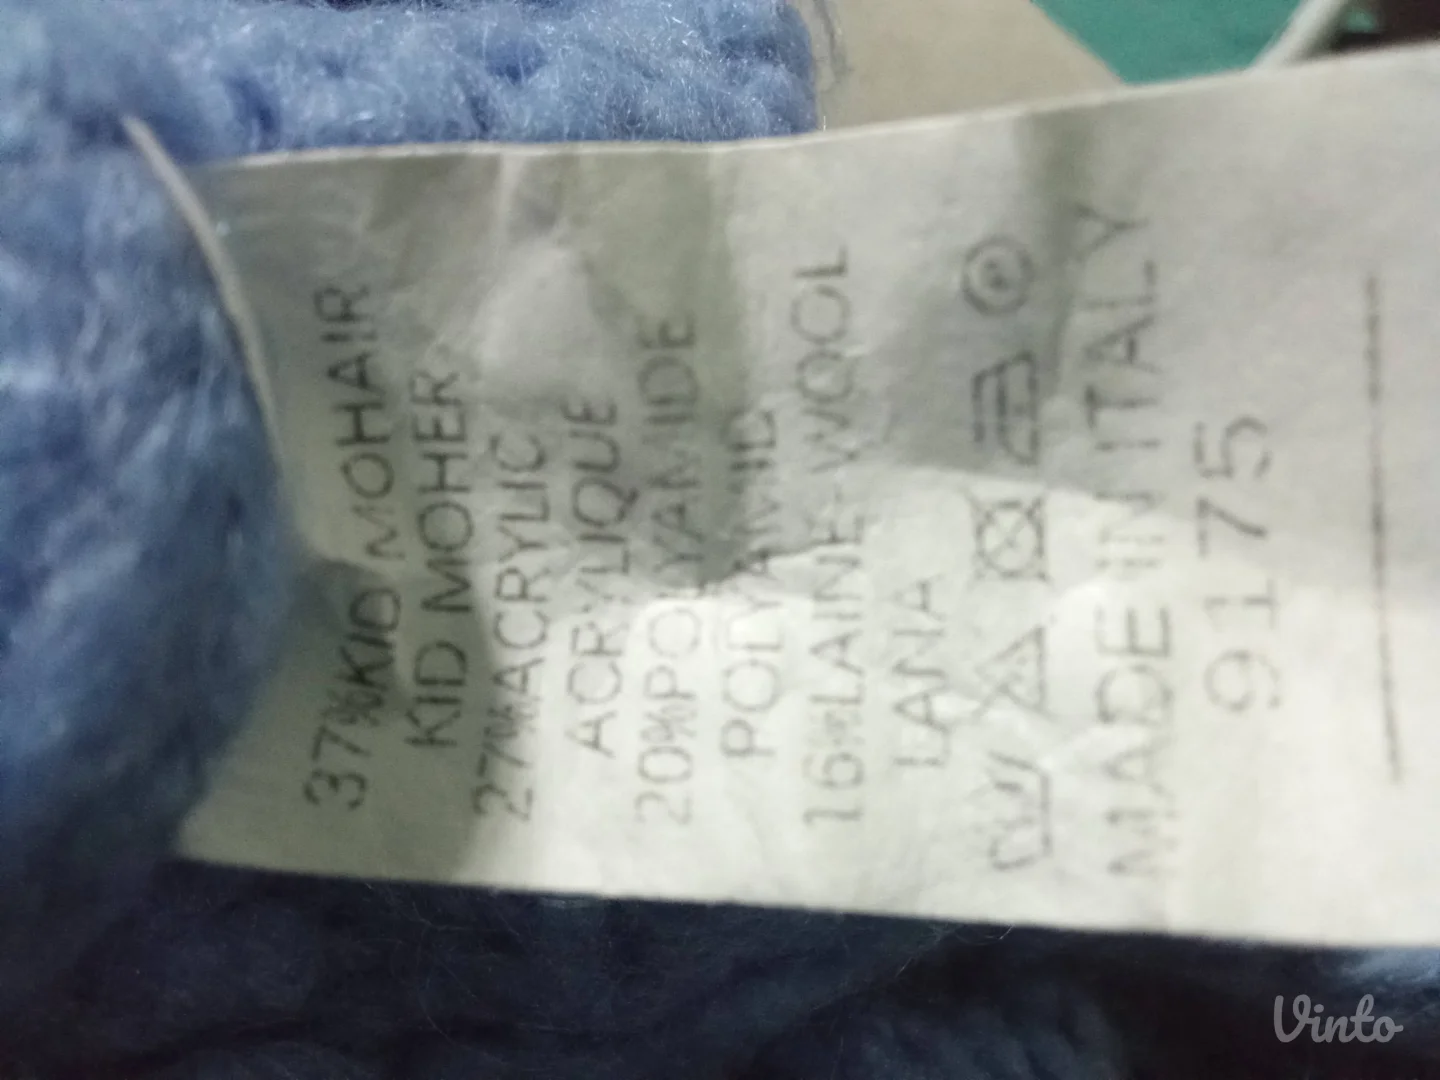 37%KID MOHAIR
KID MOHER
27%ACRYLIC
ACRYLIQUE
20%POLYAMIDE
POLYAMID
16%LAINE-WOOL
LANA
P
MADE IN ITALY
9175
Vinto